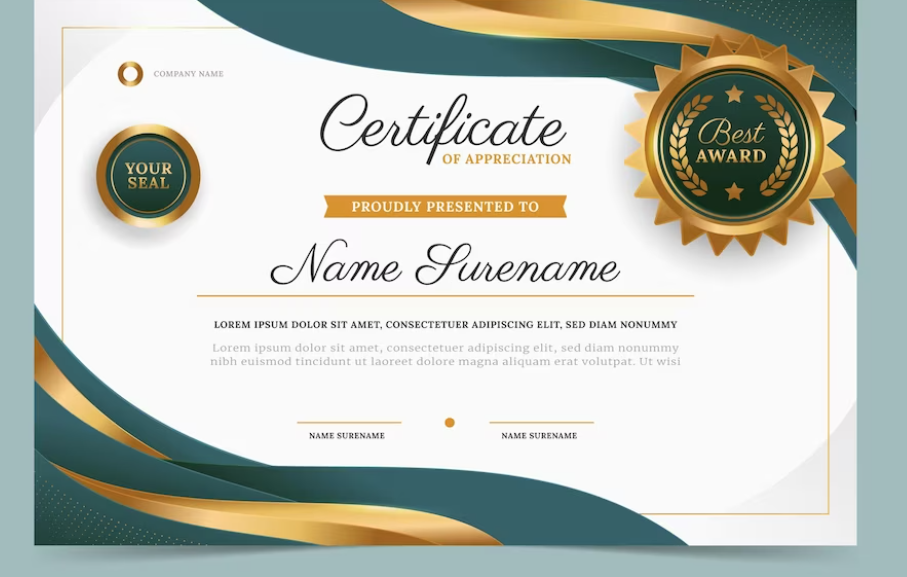 COMPANY NAME
Certificate
OF APPRECIATION
YOUR
SEAL
Best
AWARD
PROUDLY PRESENTED TO
Name Surename
LOREM IPSUM DOLOR SIT AMET, CONSECTETUER ADIPISCING ELIT, SED DIAM NONUMMY
Lorem ipsum dolor sit amet, consectetuer adipiscing elit, sed diam nonummy
nibh euismod tincidunt ut laoreet dolore magna aliquam erat volutpat. Ut wisi
NAME SURENAME
NAME SURENAME